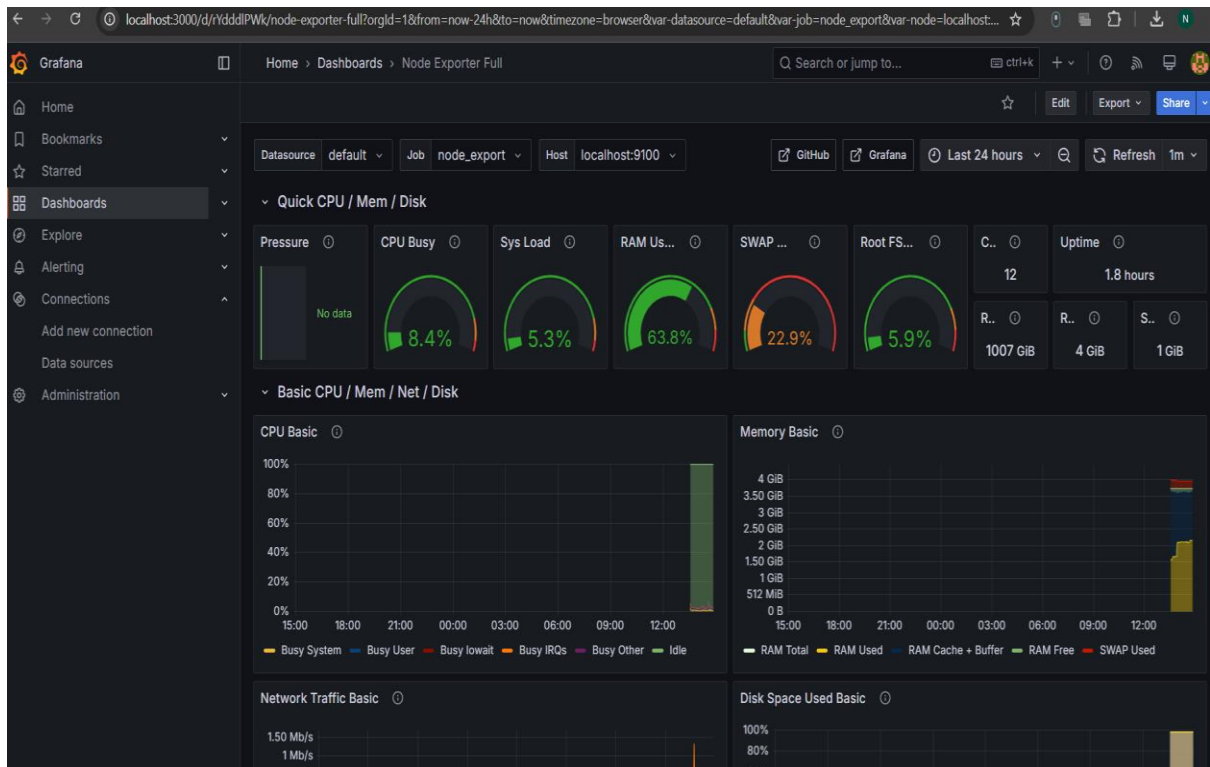 localhost:3000/d/rYdddlPWk/node-exporter-full?orgId=1&from=now-24h&to=now&timezone=browser&var-datasource=default&var-job=node_export&var-node=localhost:...
N
Grafana
Home › Dashboards › Node Exporter Full
Search or jump to...
ctrl+k
Edit
Export
Share
Home
Bookmarks
Starred
Dashboards
Explore
Alerting
Connections
Add new connection
Data sources
Administration
Datasource default
Job node_export
Host localhost:9100
GitHub
Grafana
Last 24 hours
Refresh 1m
Quick CPU / Mem / Disk
Pressure
No data
CPU Busy
8.4%
Sys Load
5.3%
RAM Us...
63.8%
SWAP ...
22.9%
Root FS...
5.9%
C..
12
Uptime
1.8 hours
R..
1007 GiB
R..
4 GiB
S..
1 GiB
Basic CPU / Mem / Net / Disk
CPU Basic
100%
80%
60%
40%
20%
0%
15:00 18:00 21:00 00:00 03:00 06:00 09:00 12:00
Busy System Busy User Busy Iowait Busy IRQs Busy Other Idle
Memory Basic
4 GiB
3.50 GiB
3 GiB
2.50 GiB
2 GiB
1.50 GiB
1 GiB
512 MiB
0 B
15:00 18:00 21:00 00:00 03:00 06:00 09:00 12:00
RAM Total RAM Used RAM Cache + Buffer RAM Free SWAP Used
Network Traffic Basic
1.50 Mb/s
1 Mb/s
Disk Space Used Basic
100%
80%